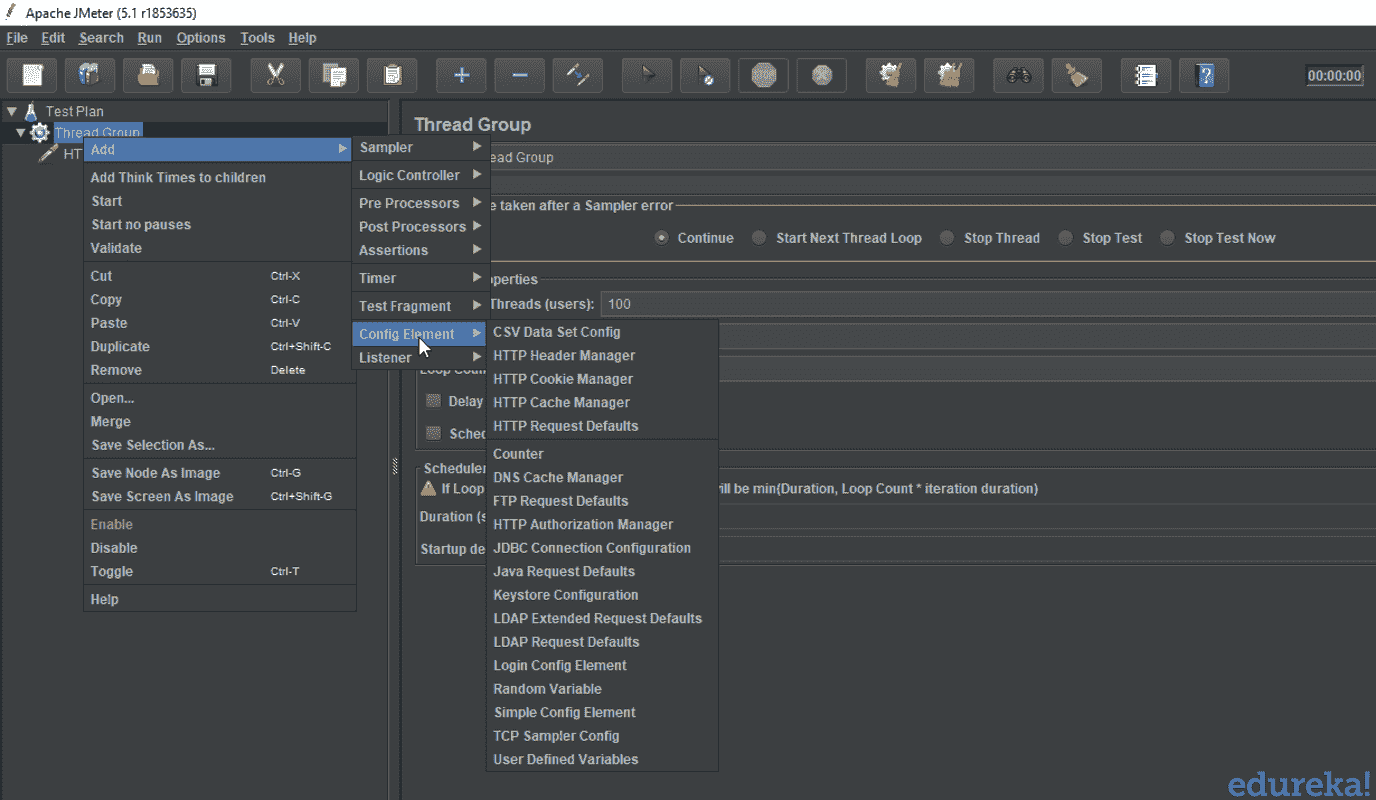 Apache JMeter (5.1 r1853635)
File Edit Search Run Options Tools Help
00:00:00
Test Plan
Thread Group
HT
Add
Add Think Times to children
Start
Start no pauses
Validate
Cut Ctrl-X
Copy Ctrl-C
Paste Ctrl-V
Duplicate Ctrl+Shift-C
Remove Delete
Open...
Merge
Save Selection As...
Save Node As Image Ctrl-G
Save Screen As Image Ctrl+Shift-G
Enable
Disable
Toggle Ctrl-T
Help
Sampler
Logic Controller
Pre Processors
Post Processors
Assertions
Timer
Test Fragment
Config Element
Listener
CSV Data Set Config
HTTP Header Manager
HTTP Cookie Manager
HTTP Cache Manager
HTTP Request Defaults
Counter
DNS Cache Manager
FTP Request Defaults
HTTP Authorization Manager
JDBC Connection Configuration
Java Request Defaults
Keystore Configuration
LDAP Extended Request Defaults
LDAP Request Defaults
Login Config Element
Random Variable
Simple Config Element
TCP Sampler Config
User Defined Variables
Thread Group
ead Group
e taken after a Sampler error
Continue Start Next Thread Loop Stop Thread Stop Test Stop Test Now
operties
Threads (users): 100
Loop Coun
Delay
Sched
Scheduler
If Loop ill be min(Duration, Loop Count * iteration duration)
Duration (s
Startup de
edureka!